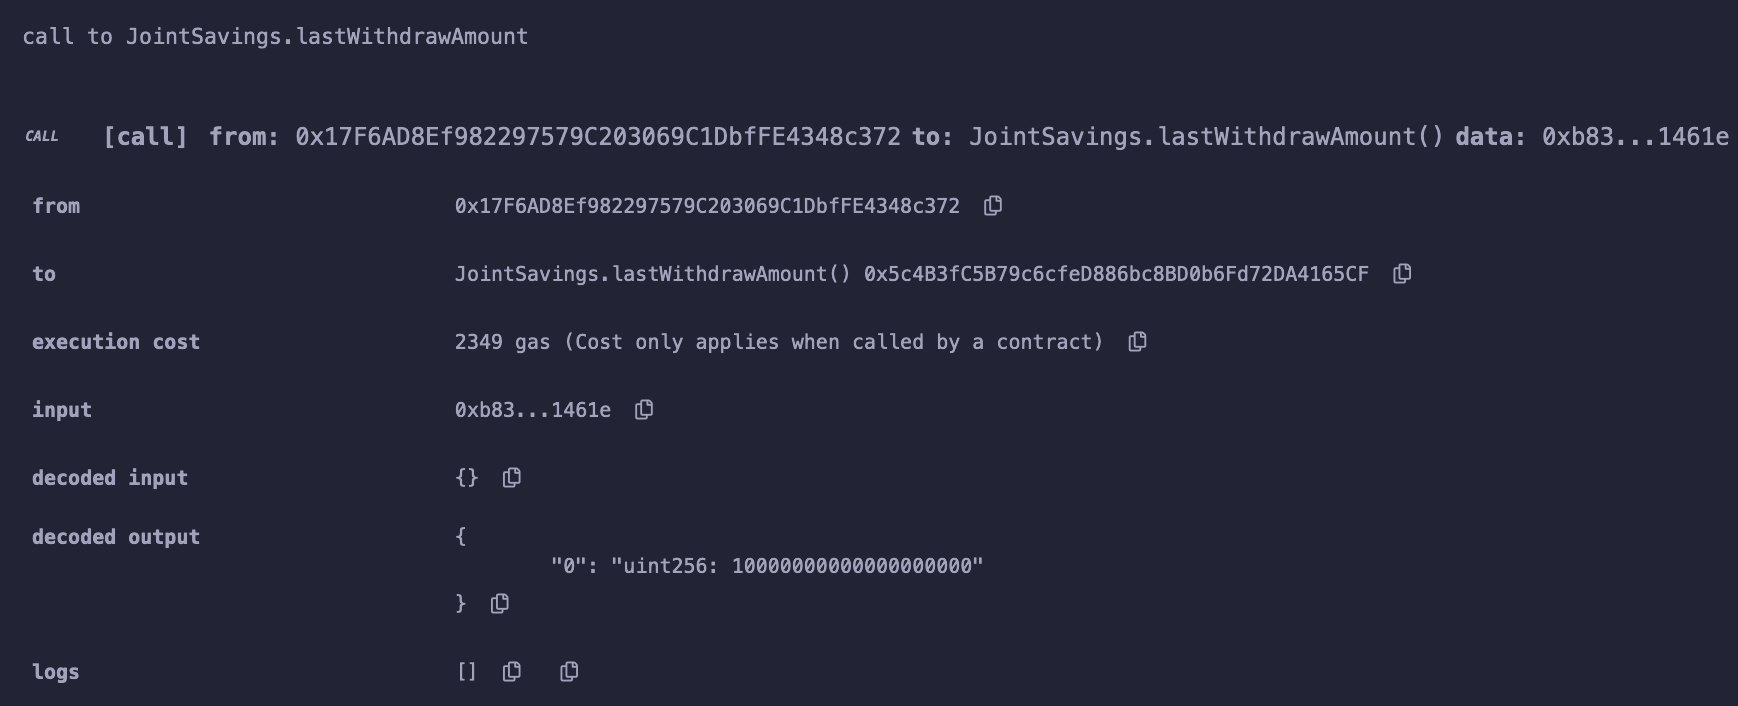 call to JointSavings.lastWithdrawAmount
CALL [call] from: 0x17F6AD8Ef982297579C203069C1DbfFE4348c372 to: JointSavings.lastWithdrawAmount() data: 0xb83...1461e
from 0x17F6AD8Ef982297579C203069C1DbfFE4348c372
to JointSavings.lastWithdrawAmount() 0x5c4B3fC5B79c6cfeD886bc8BD0b6Fd72DA4165CF
execution cost 2349 gas (Cost only applies when called by a contract)
input 0xb83...1461e
decoded input {}
decoded output {
"0": "uint256: 10000000000000000000"
}
logs []